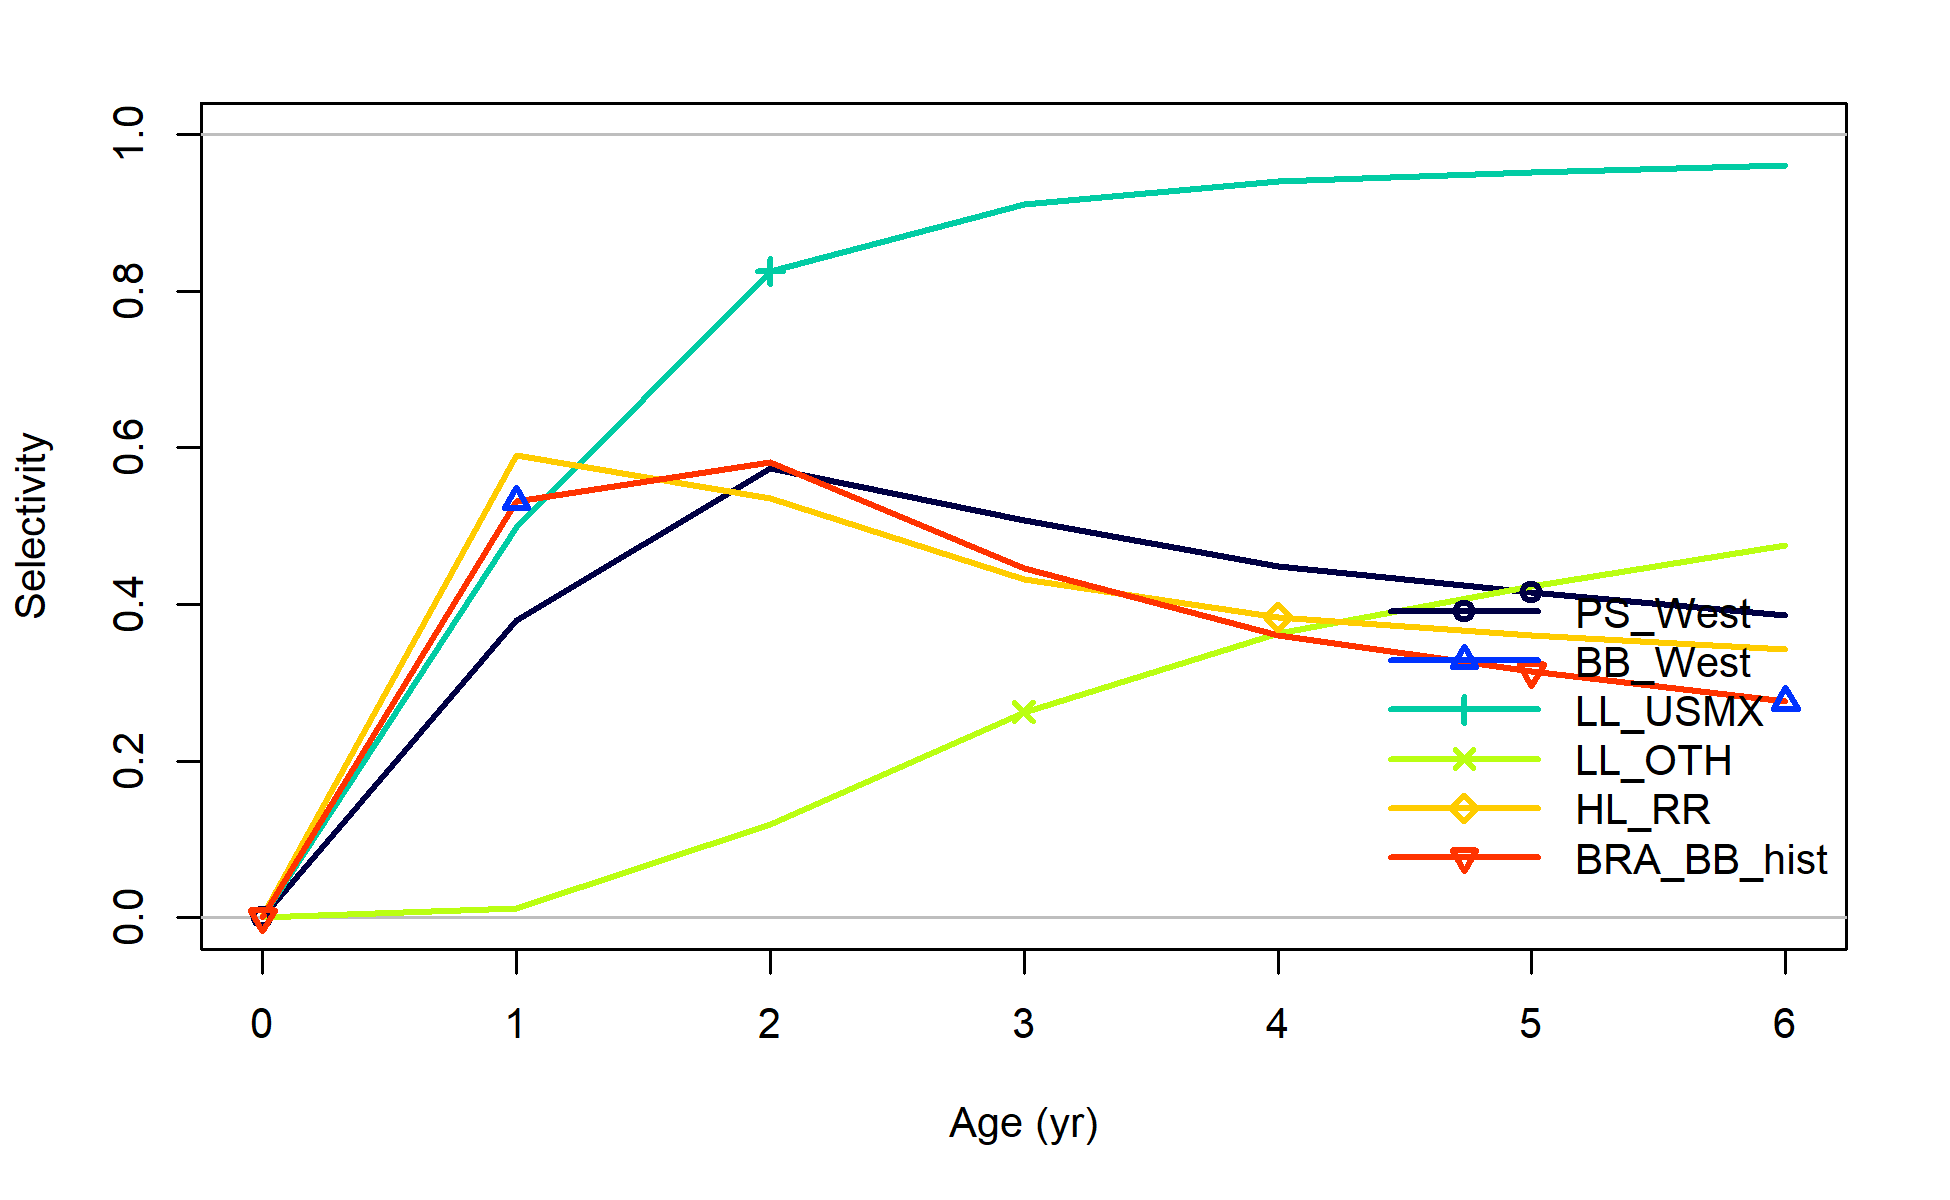 1.0
0.8
0.6
0.4
0.2
0.0
Selectivity
0 1 2 3 4 5 6
Age (yr)
PS_West
BB_West
LL_USMX
LL_OTH
HL_RR
BRA_BB_hist